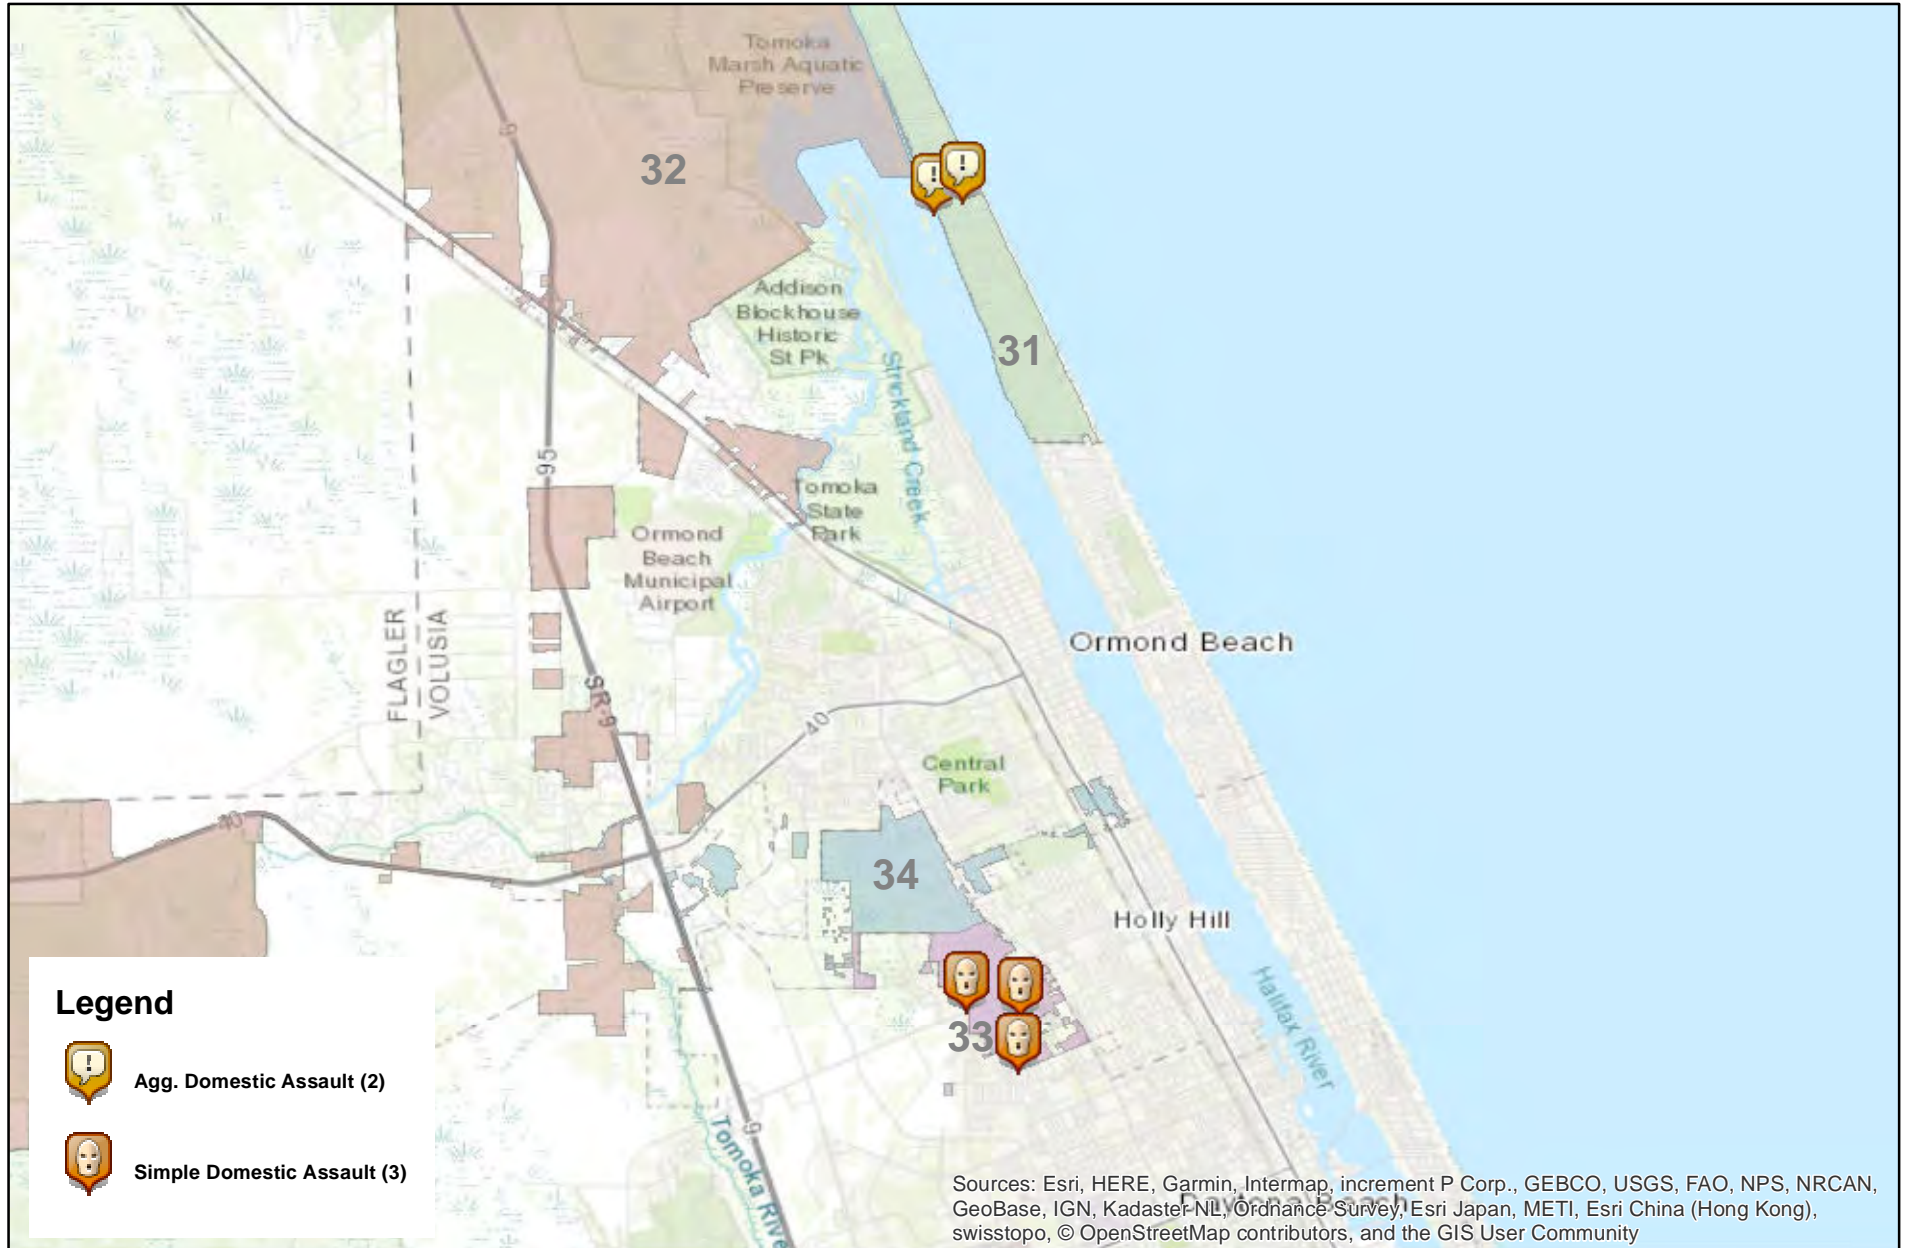 Tomoka
Marsh Aquatic
Preserve
9
32
Addison
Blockhouse
Historic
St Pk
31
Strickland Creek
95
Tomoka
State
Park
Ormond
Beach
Municipal
Airport
FLAGLER
VOLUSIA
Ormond Beach
SR-9
40
Central
Park
40
34
Holly Hill
33
Halifax River
9
Tomoka River
Daytona Beach
Legend
!
Agg. Domestic Assault (2)
Simple Domestic Assault (3)
!
!
Sources: Esri, HERE, Garmin, Intermap, increment P Corp., GEBCO, USGS, FAO, NPS, NRCAN,
GeoBase, IGN, Kadaster NL, Ordnance Survey, Esri Japan, METI, Esri China (Hong Kong),
swisstopo, © OpenStreetMap contributors, and the GIS User Community